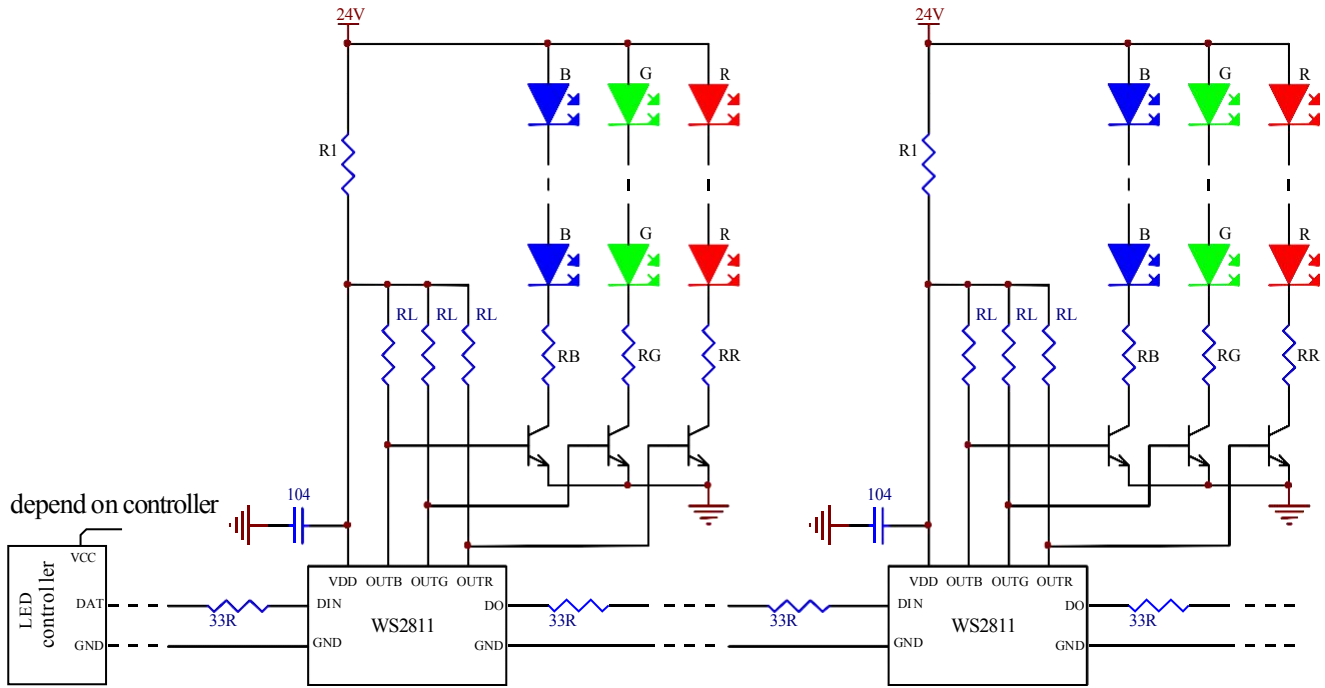 24V
24V
B
G
R
B
G
R
R1
R1
B
G
R
B
G
R
RL
RL
RL
RL
RL
RL
RB
RG
RR
RB
RG
RR
depend on controller
104
104
VCC
LED
controller
DAT
GND
33R
VDD
OUTB
OUTG
OUTR
DIN
DO
WS2811
GND
GND
33R
33R
VDD
OUTB
OUTG
OUTR
DIN
DO
WS2811
GND
GND
33R